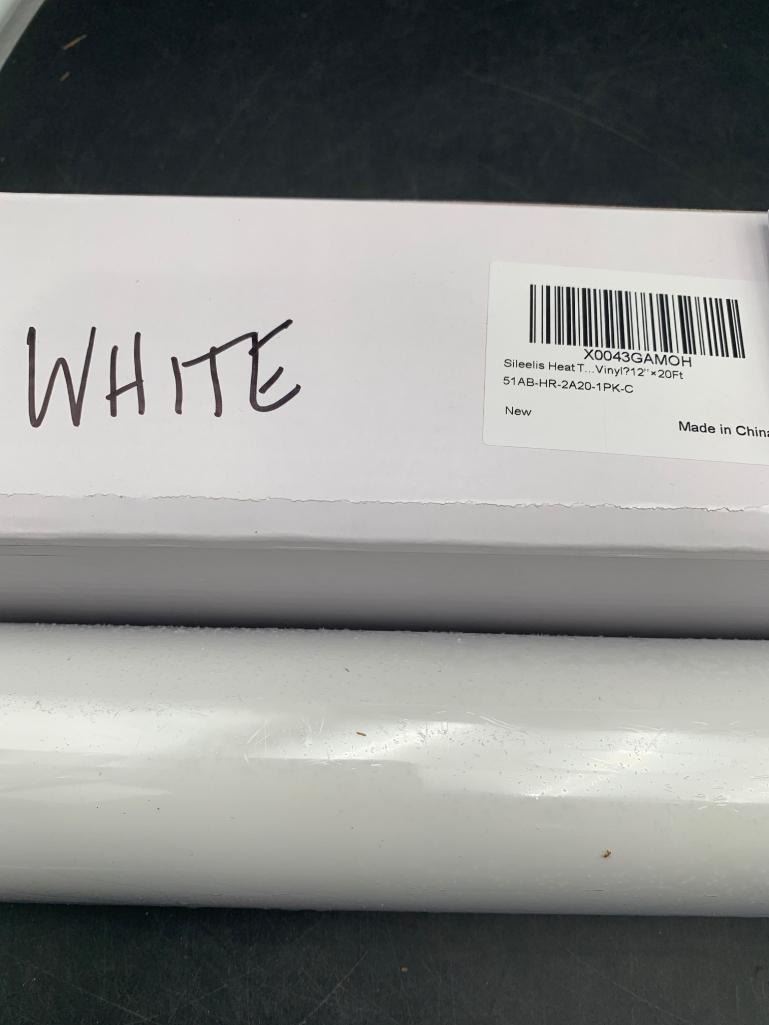 WHITE
X0043GAMOH
Sileelis Heat T...Vinyl?12"×20Ft
51AB-HR-2A20-1PK-C
New
Made in China